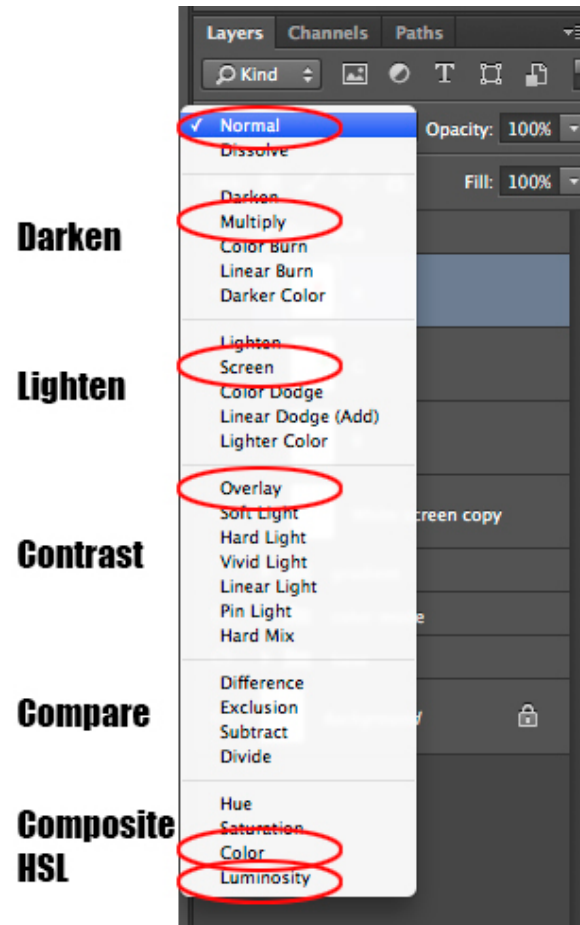 Layers Channels Paths
Kind
Normal
Opacity: 100%
Dissolve
Fill: 100%
Darken
Darken
Multiply
Color Burn
Linear Burn
Darker Color
Lighten
Lighten
Screen
Color Dodge
Linear Dodge (Add)
Lighter Color
Contrast
Overlay
Soft Light
Hard Light
Vivid Light
Linear Light
Pin Light
Hard Mix
creen copy
Compare
Difference
Exclusion
Subtract
Divide
Composite
HSL
Hue
Saturation
Color
Luminosity